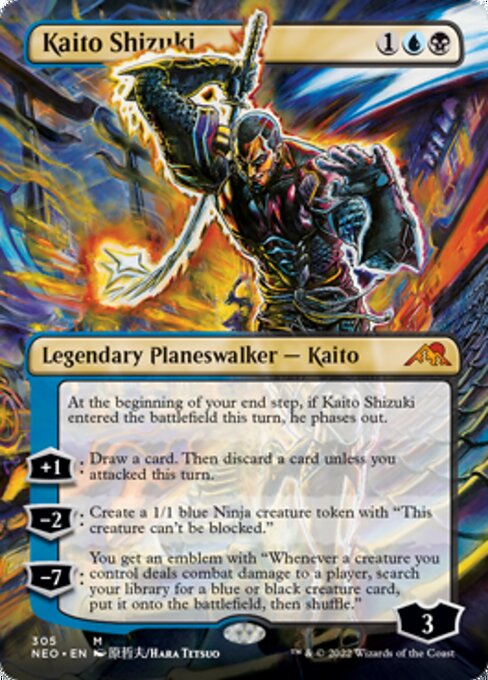 Kaito Shizuki 1
Legendary Planeswalker — Kaito
At the beginning of your end step, if Kaito Shizuki
entered the battlefield this turn, he phases out.
+1: Draw a card. Then discard a card unless you
attacked this turn.
-2: Create a 1/1 blue Ninja creature token with “This
creature can’t be blocked.”
-7: You get an emblem with “Whenever a creature you
control deals combat damage to a player, search
your library for a blue or black creature card,
put it onto the battlefield, then shuffle.”
3
305 M
NEO • EN 原哲夫/Hara Tetsuo
™ & © 2022 Wizards of the Coast